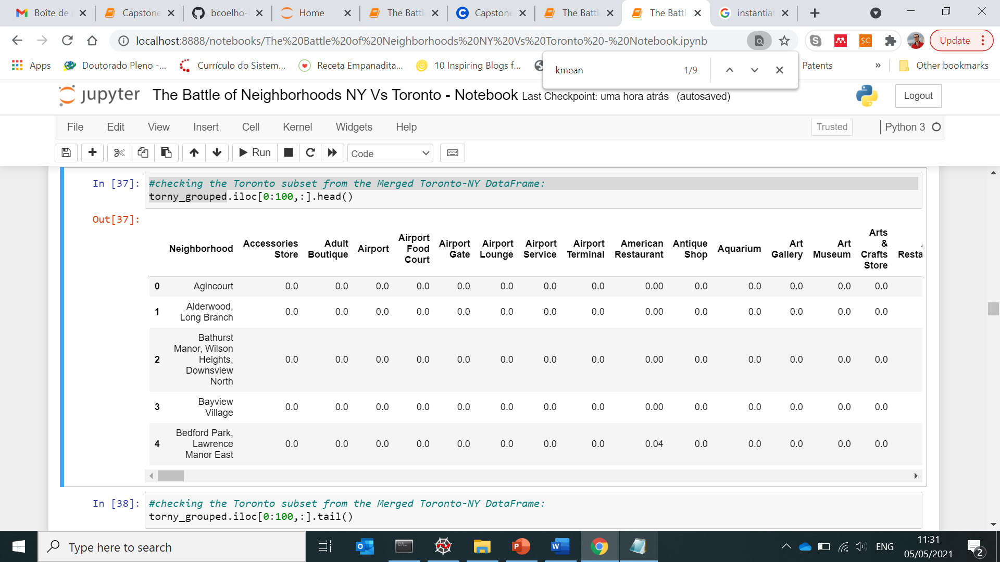 Boîte de
Capstone
bcoelho-
Home
The Battl
Capstone
The Battl
The Battl
instantiat
localhost:8888/notebooks/The%20Battle%20of%20Neighborhoods%20NY%20Vs%20Toronto%20-%20Notebook.ipynb
SC
Update
Apps
Doutorado Pleno -...
Currículo do Sistem...
Receta Empanadita...
10 Inspiring Blogs f...
Patents
»
Other bookmarks
kmean
1/9
jupyter
The Battle of Neighborhoods NY Vs Toronto - Notebook
Last Checkpoint: uma hora atrás (autosaved)
Logout
File Edit View Insert Cell Kernel Widgets Help
Trusted
Python 3
Run
Code
In [37]:
#checking the Toronto subset from the Merged Toronto-NY DataFrame:
torny_grouped.iloc[0:100,:].head()
Out[37]:
Neighborhood Accessories Store Adult Boutique Airport Airport Food Court Airport Gate Airport Lounge Airport Service Airport Terminal American Restaurant Antique Shop Aquarium Art Gallery Art Museum Arts & Crafts Store Resta
0 Agincourt 0.0 0.0 0.0 0.0 0.0 0.0 0.0 0.0 0.00 0.0 0.0 0.0 0.0 0.0
1 Alderwood, Long Branch 0.0 0.0 0.0 0.0 0.0 0.0 0.0 0.0 0.00 0.0 0.0 0.0 0.0 0.0
2 Bathurst Manor, Wilson Heights, Downsview North 0.0 0.0 0.0 0.0 0.0 0.0 0.0 0.0 0.00 0.0 0.0 0.0 0.0 0.0
3 Bayview Village 0.0 0.0 0.0 0.0 0.0 0.0 0.0 0.0 0.00 0.0 0.0 0.0 0.0 0.0
4 Bedford Park, Lawrence Manor East 0.0 0.0 0.0 0.0 0.0 0.0 0.0 0.0 0.04 0.0 0.0 0.0 0.0 0.0
In [38]:
#checking the Toronto subset from the Merged Toronto-NY DataFrame:
torny_grouped.iloc[0:100,:].tail()
Type here to search
ENG
11:31
05/05/2021
2